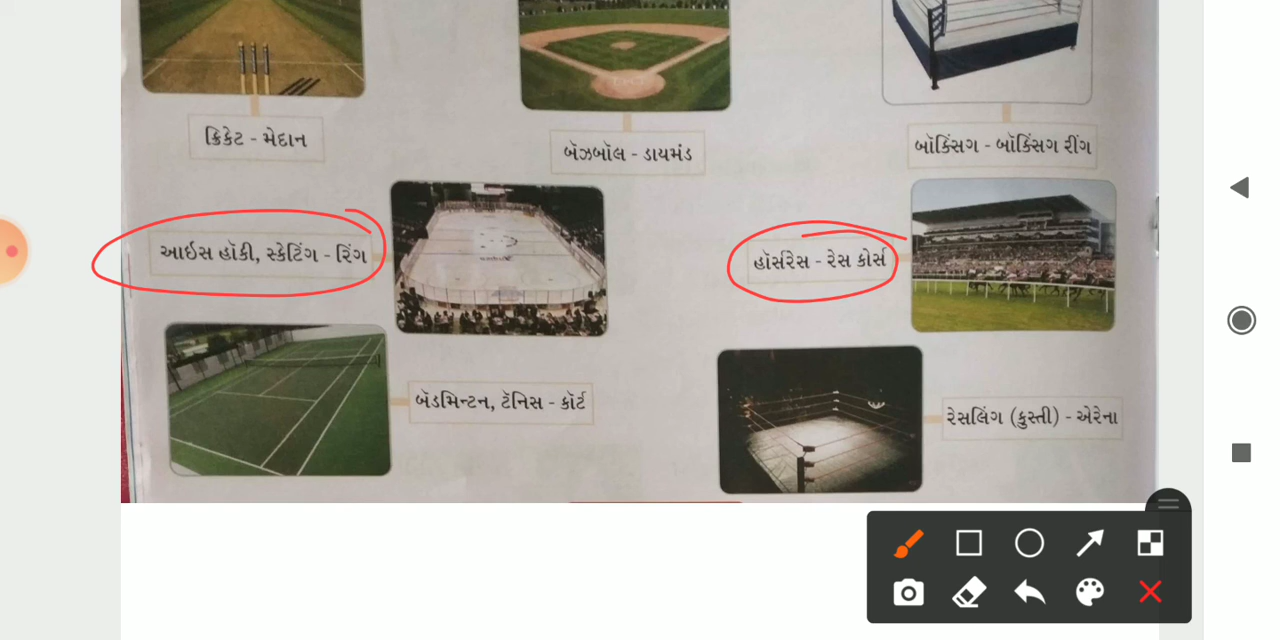 ક્રિકેટ - મેદાન
બૅઝબૉલ - ડાયમંડ
બૉક્સિંગ - બૉક્સિંગ રીંગ
આઇસ હૉકી, સ્કેટિંગ - રિંગ
હૉર્સરેસ - રેસ કોર્સ
બૅડમિન્ટન, ટૅનિસ - કૉર્ટ
રેસલિંગ (કુસ્તી) - એરેના